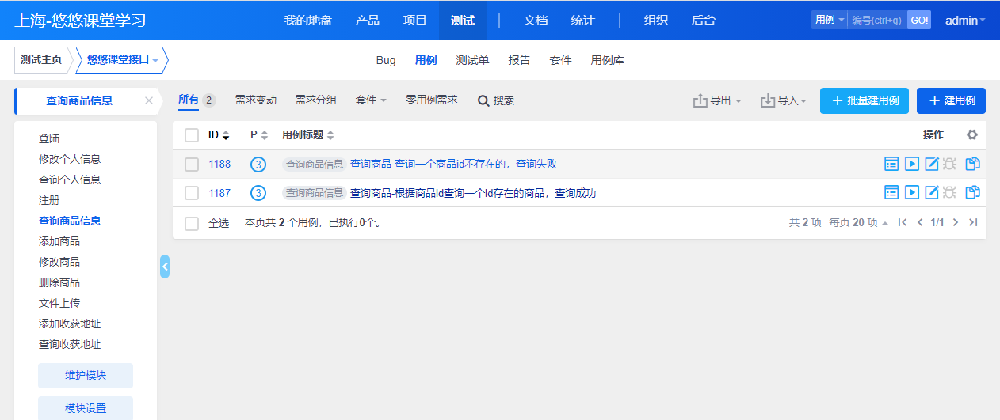 上海-悠悠课堂学习 我的地盘 产品 项目 测试 文档 统计 组织 后台 用例 编号(ctrl+g) GO! admin
测试主页 悠悠课堂接口 Bug 用例 测试单 报告 套件 用例库
查询商品信息 所有 2 需求变动 需求分组 套件 零用例需求 搜索 导出 导入 批量建用例 建用例
登陆
修改个人信息
查询个人信息
注册
查询商品信息
添加商品
修改商品
删除商品
文件上传
添加收获地址
查询收获地址
维护模块
模块设置
ID P 用例标题 操作
1188 3 查询商品信息 查询商品-查询一个商品id不存在的，查询失败
1187 3 查询商品信息 查询商品-根据商品id查询一个id存在的商品，查询成功
全选 本页共 2 个用例，已执行0个。 共 2 项 每页 20 项 1/1